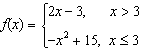 f(x) = { 2x − 3,  x > 3
−x² + 15,  x ≤ 3